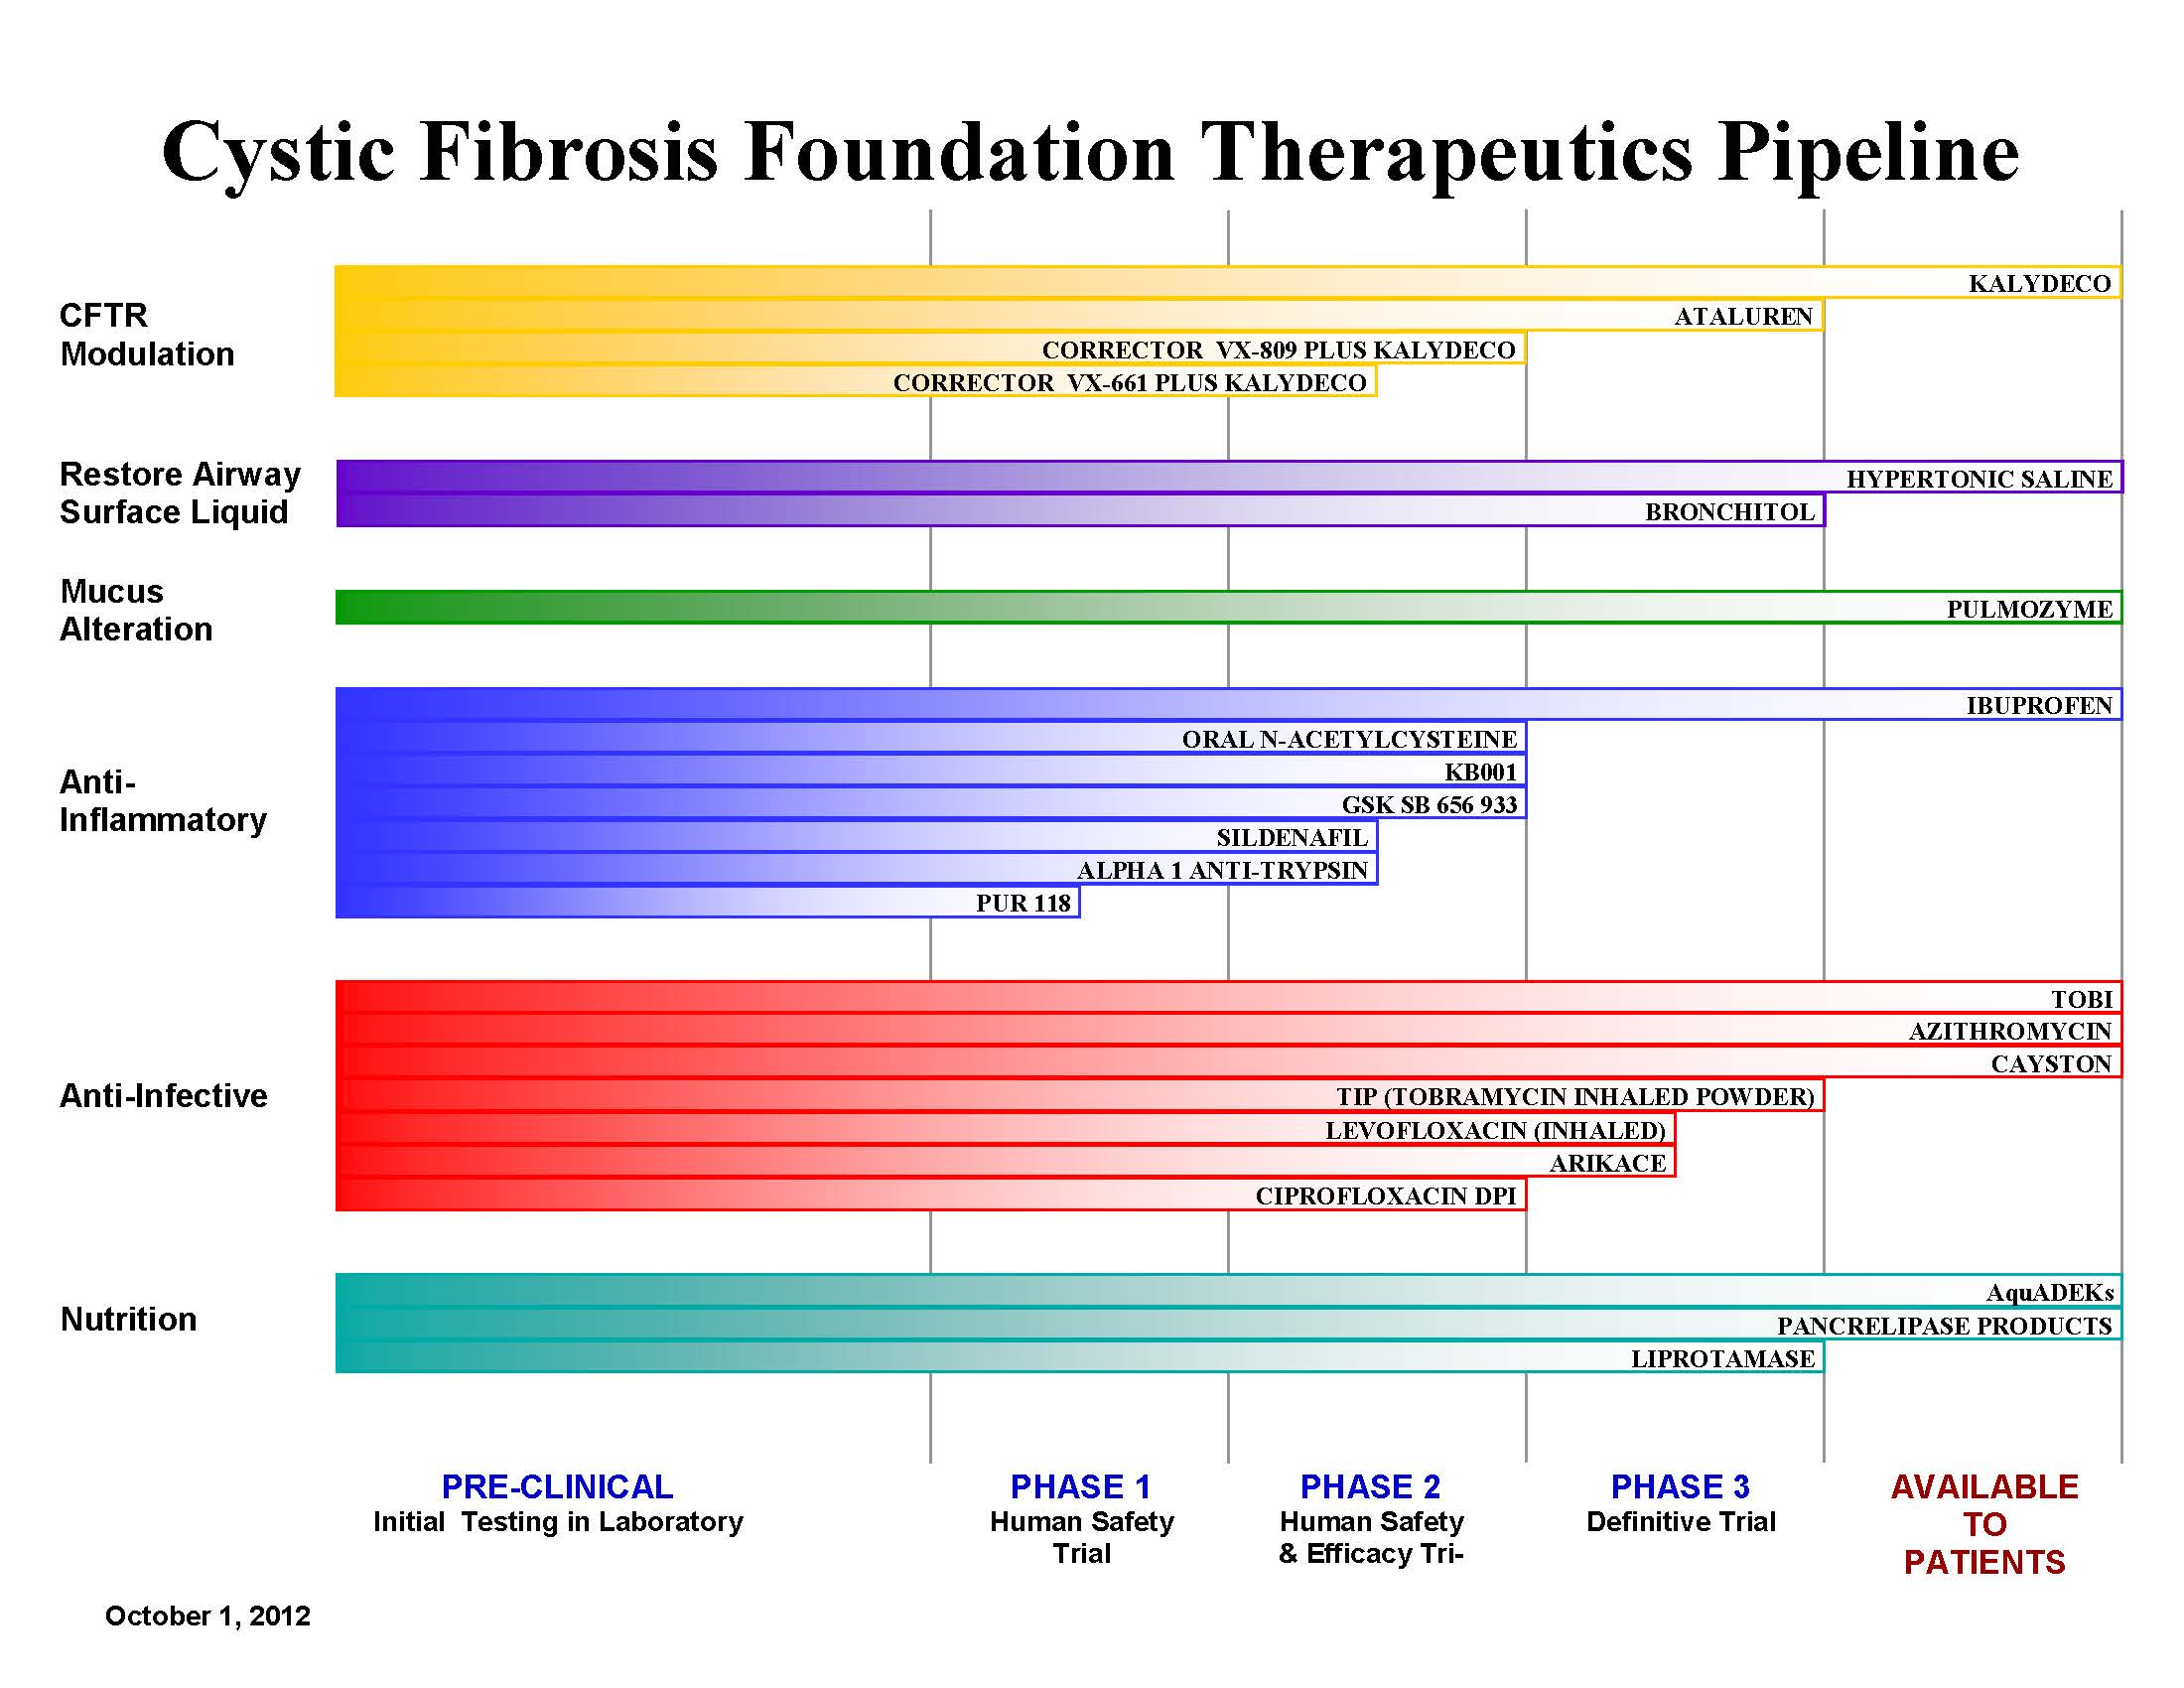 Cystic Fibrosis Foundation Therapeutics Pipeline
CFTR
Modulation
KALYDECO
ATALUREN
CORRECTOR  VX-809 PLUS KALYDECO
CORRECTOR  VX-661 PLUS KALYDECO
Restore Airway
Surface Liquid
HYPERTONIC SALINE
BRONCHITOL
Mucus
Alteration
PULMOZYME
Anti-
Inflammatory
IBUPROFEN
ORAL N-ACETYLCYSTEINE
KB001
GSK SB 656 933
SILDENAFIL
ALPHA 1 ANTI-TRYPSIN
PUR 118
Anti-Infective
TOBI
AZITHROMYCIN
CAYSTON
TIP (TOBRAMYCIN INHALED POWDER)
LEVOFLOXACIN (INHALED)
ARIKACE
CIPROFLOXACIN DPI
Nutrition
AquADEKs
PANCRELIPASE PRODUCTS
LIPROTAMASE
PRE-CLINICAL
Initial  Testing in Laboratory
PHASE 1
Human Safety
Trial
PHASE 2
Human Safety
& Efficacy Tri-
PHASE 3
Definitive Trial
AVAILABLE
TO
PATIENTS
October 1, 2012